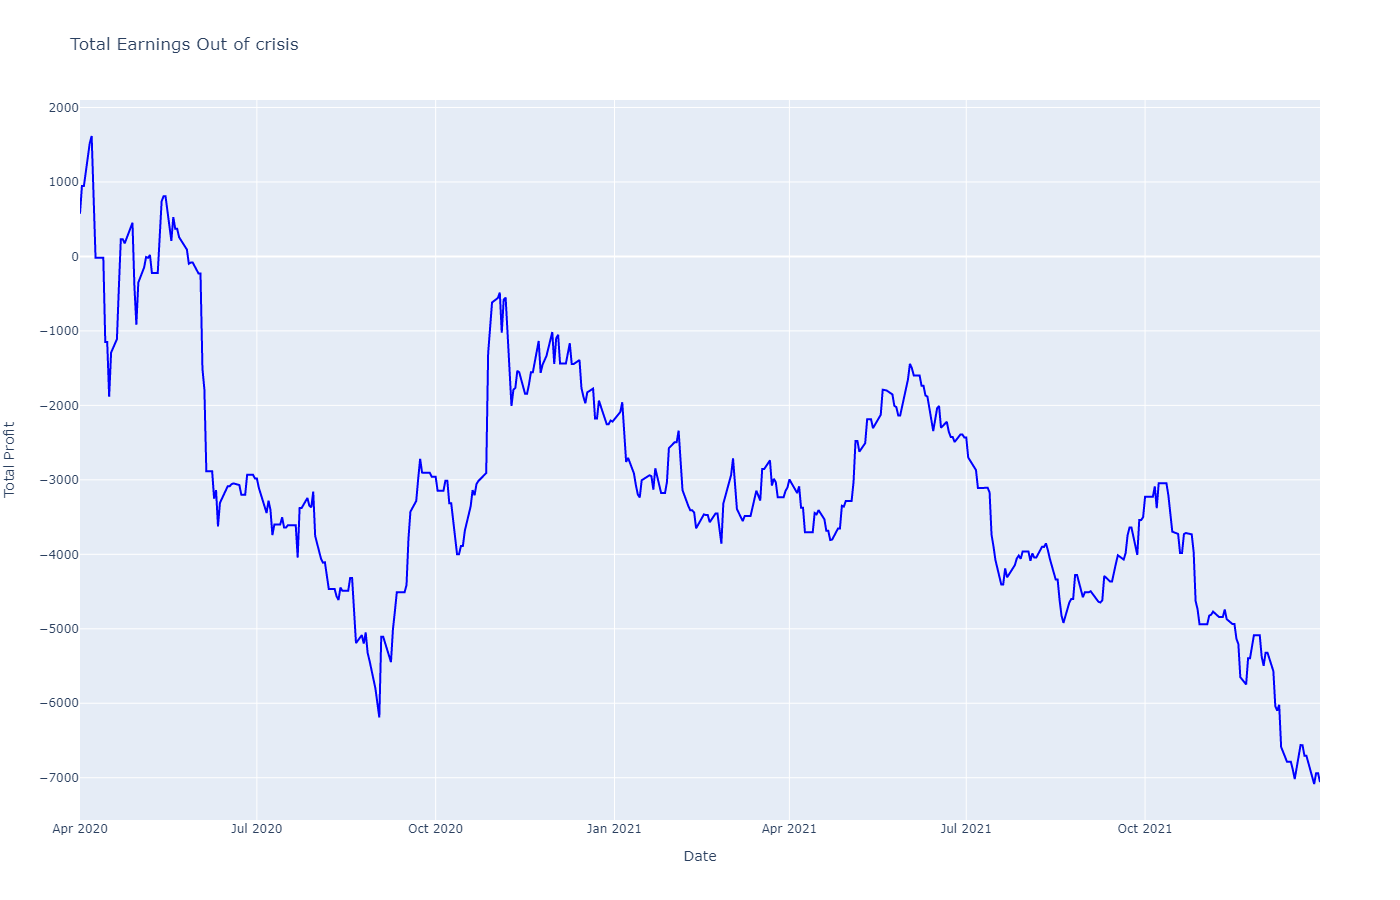 Total Earnings Out of crisis
2000
1000
0
−1000
−2000
−3000
−4000
−5000
−6000
−7000
Total Profit
Apr 2020
Jul 2020
Oct 2020
Jan 2021
Apr 2021
Jul 2021
Oct 2021
Date